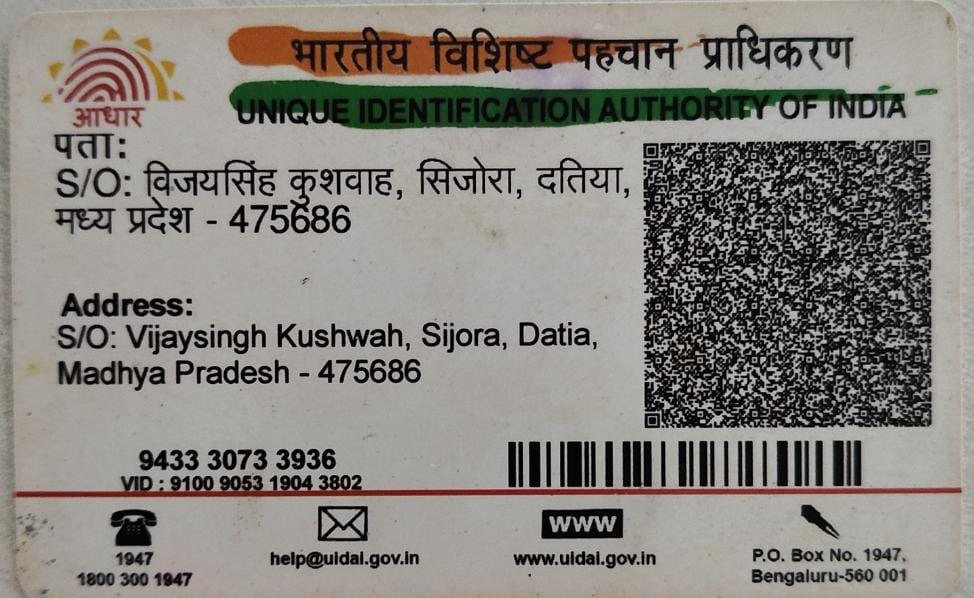 भारतीय विशिष्ट पहचान प्राधिकरण
UNIQUE IDENTIFICATION AUTHORITY OF INDIA
आधार
पता:
S/O: विजयसिंह कुशवाह, सिजोरा, दतिया,
मध्य प्रदेश - 475686
Address:
S/O: Vijaysingh Kushwah, Sijora, Datia,
Madhya Pradesh - 475686
9433 3073 3936
VID : 9100 9053 1904 3802
1947
1800 300 1947
help@uidai.gov.in
www
www.uidai.gov.in
P.O. Box No. 1947,
Bengaluru-560 001